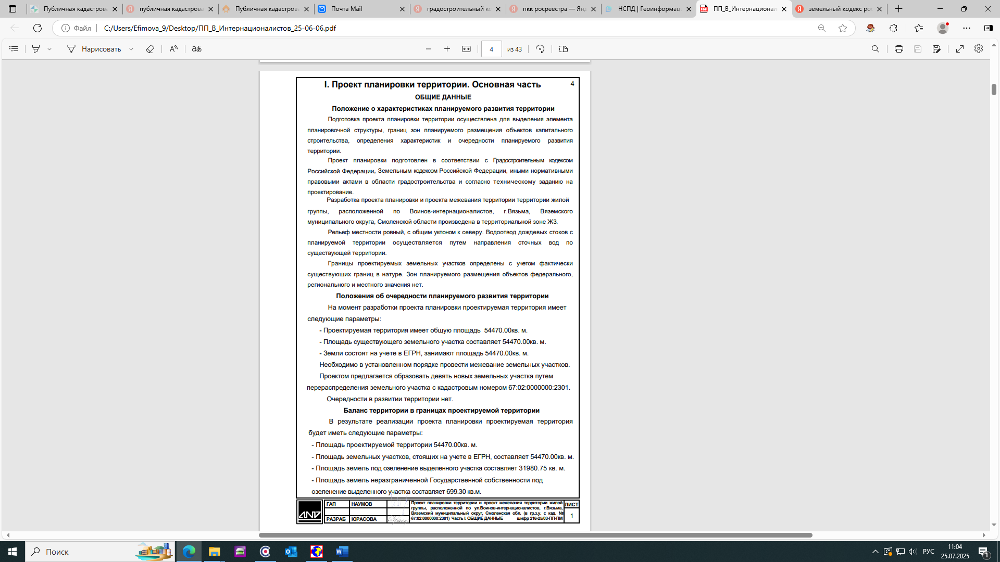 Публичная кадастрова
публичная кадастрова
Публичная кадастрова
Почта Mail
градостроительный ко
пкк росреестра — Янд
НСПД | Геоинформаци
ПП_В_Интернационал
земельный кодекс рос
Файл
C:/Users/Efimova_9/Desktop/ПП_В_Интернационалистов_25-06-06.pdf
Нарисовать
4
из 43
I. Проект планировки территории. Основная часть
4
ОБЩИЕ ДАННЫЕ
Положение о характеристиках планируемого развития территории
Подготовка проекта планировки территории осуществлена для выделения элемента
планировочной структуры, границ зон планируемого размещения объектов капитального
строительства, определения характеристик и очередности планируемого развития
территории.
Проект планировки подготовлен в соответствии с Градостроительным кодексом
Российской Федерации, Земельным кодексом Российской Федерации, иными нормативными
правовыми актами в области градостроительства и согласно техническому заданию на
проектирование.
Разработка проекта планировки и проекта межевания территории территории жилой
группы, расположенной по Воинов-интернационалистов, г.Вязьма, Вяземского
муниципального округа, Смоленской области произведена в территориальной зоне Ж3.
Рельеф местности ровный, с общим уклоном к северу. Водоотвод дождевых стоков с
планируемой территории осуществляется путем направления сточных вод по
существующей территории.
Границы проектируемых земельных участков определены с учетом фактически
существующих границ в натуре. Зон планируемого размещения объектов федерального,
регионального и местного значения нет.
Положения об очередности планируемого развития территории
На момент разработки проекта планировки проектируемая территория имеет
следующие параметры:
- Проектируемая территория имеет общую площадь 54470.00кв. м.
- Площадь существующего земельного участка составляет 54470.00кв. м.
- Земли состоят на учете в ЕГРН, занимают площадь 54470.00кв. м.
Необходимо в установленном порядке провести межевание земельных участков.
Проектом предлагается образовать девять новых земельных участка путем
перераспределения земельного участка с кадастровым номером 67:02:0000000:2301.
Очередности в развитии территории нет.
Баланс территории в границах проектируемой территории
В результате реализации проекта планировки проектируемая территория
будет иметь следующие параметры:
- Площадь проектируемой территории 54470.00кв. м.
- Площадь земельных участков, стоящих на учете в ЕГРН, составляет 54470.00кв. м.
- Площадь земель под озеленение выделенного участка составляет 31980.75 кв. м.
- Площадь земель неразграниченной Государственной собственности под
озеленение выделенного участка составляет 699.30 кв.м.
ГАП НАУМОВ
РАЗРАБ ЮРАСОВА
Проект планировки территории и проект межевания территории жилой
группы, расположенной по ул.Воинов-интернационалистов, г.Вязьма,
Вяземский муниципальный округ, Смоленская обл. (в гр.з.у. с кад. №
67:02:0000000:2301) Часть I. ОБЩИЕ ДАННЫЕ шифр 216-25/03-ПП-ПМ
ЛИСТ
1
Поиск
РУС
11:04
25.07.2025
1